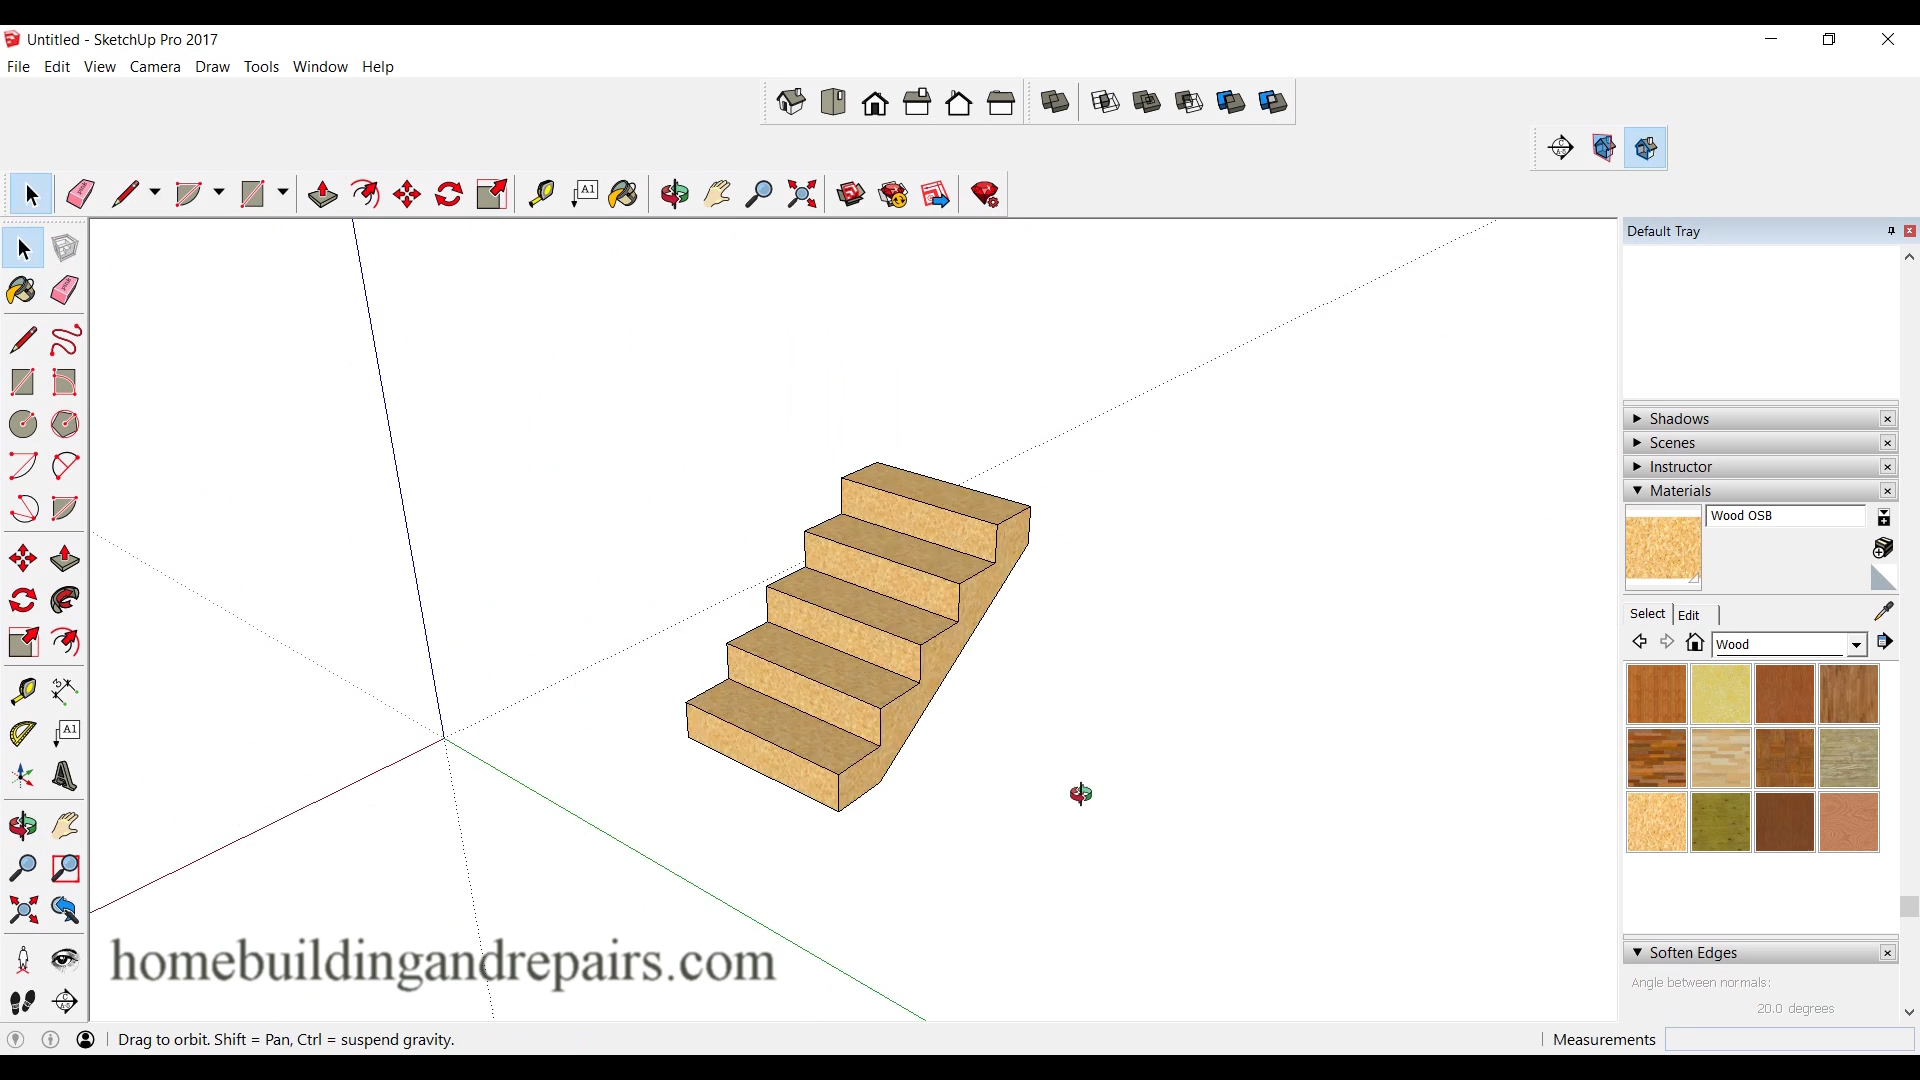 Untitled - SketchUp Pro 2017
File Edit View Camera Draw Tools Window Help
A1
Default Tray
Shadows
Scenes
Instructor
Materials
Wood OSB
Select Edit
Wood
A1
homebuildingandrepairs.com
Soften Edges
Angle between normals:
20.0 degrees
Drag to orbit. Shift = Pan, Ctrl = suspend gravity.
Measurements